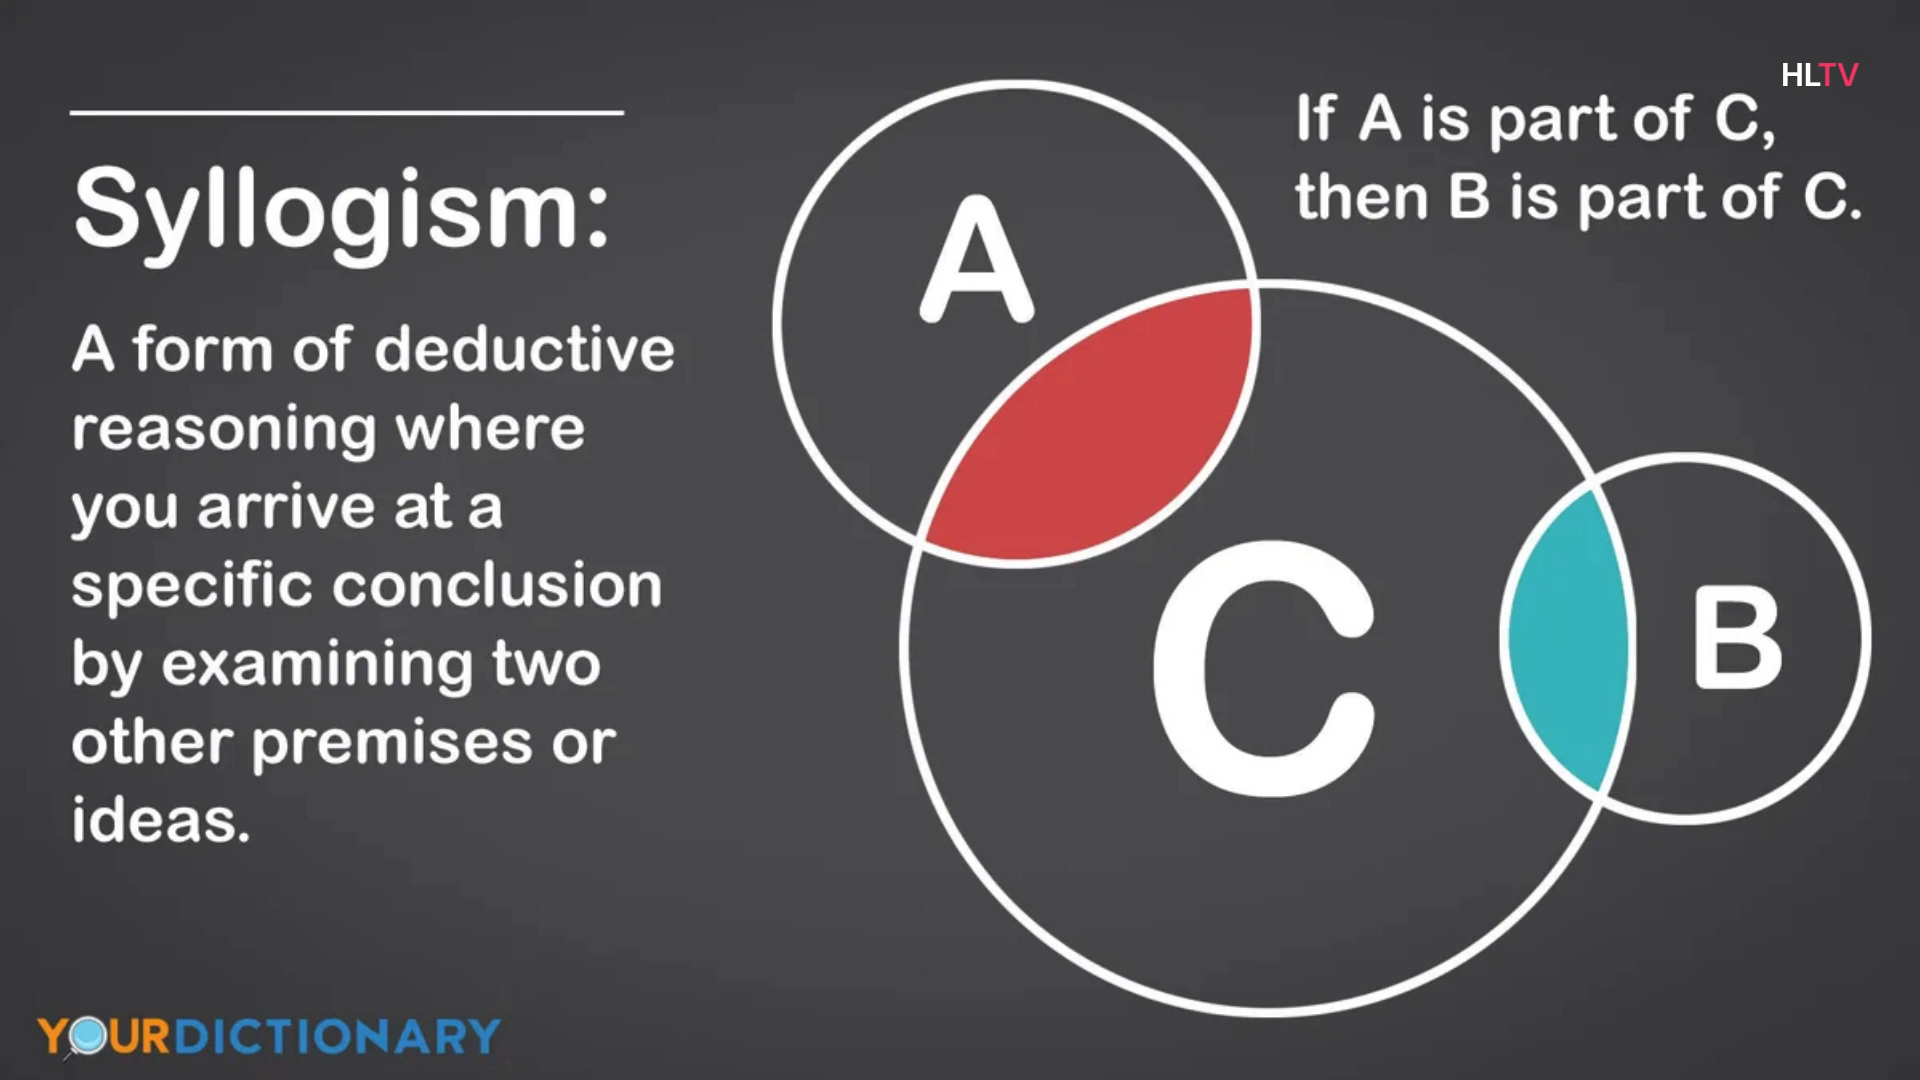 Syllogism:
A form of deductive
reasoning where
you arrive at a
specific conclusion
by examining two
other premises or
ideas.
YOURDICTIONARY
A
C
B
If A is part of C,
then B is part of C.
HLTV